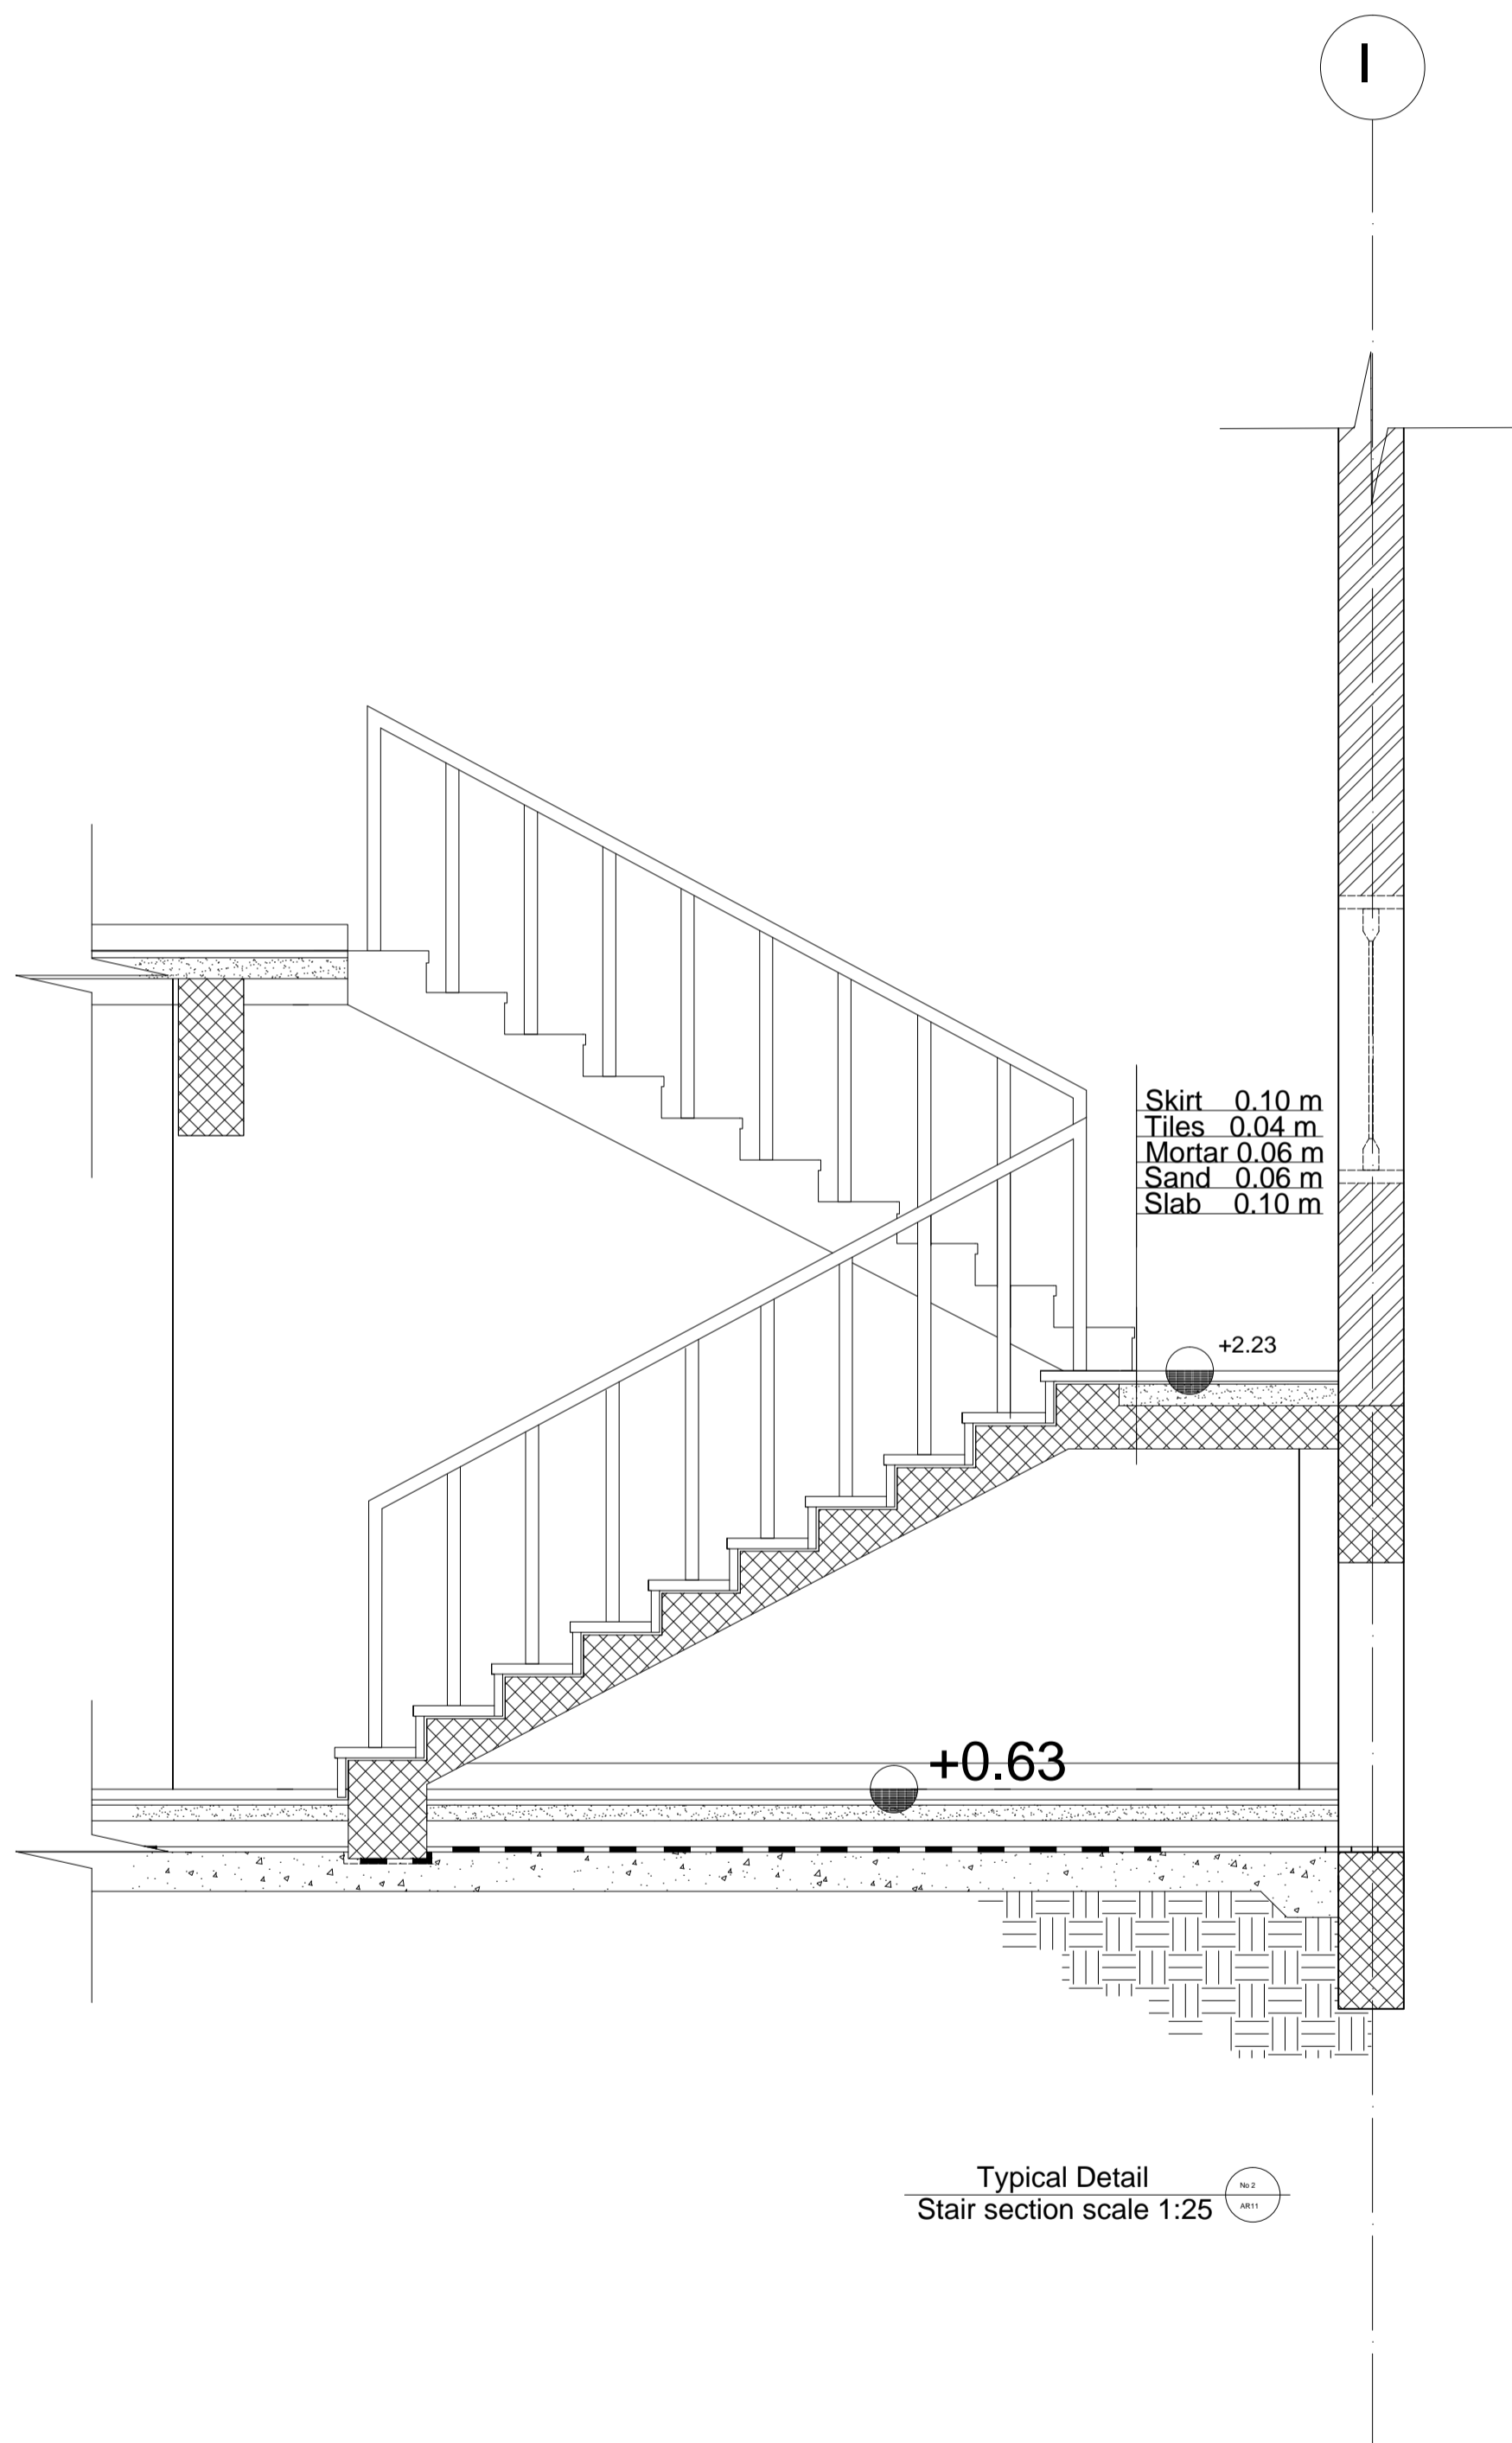 I
Skirt 0.10 m
Tiles 0.04 m
Mortar 0.06 m
Sand 0.06 m
Slab 0.10 m
+2.23
+0.63
Typical Detail
Stair section scale 1:25
No 2
AR11